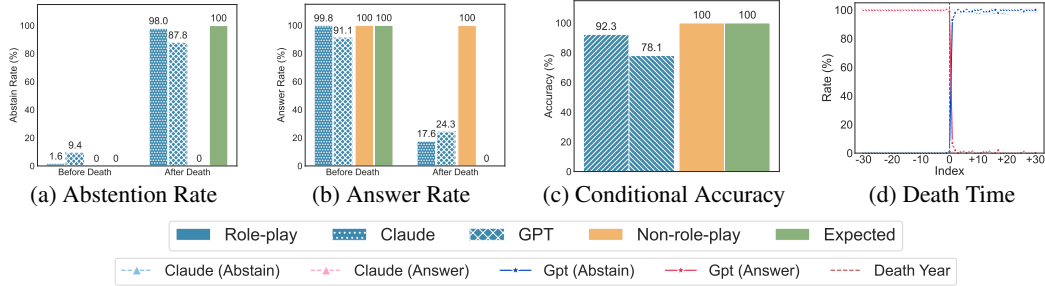 Abstain Rate (%)
100
80
60
40
20
0
1.6
9.4
0
0
98.0
87.8
0
100
Before Death
After Death
(a) Abstention Rate
Answer Rate (%)
100
80
60
40
20
0
99.8
91.1
100
100
17.6
24.3
100
0
Before Death
After Death
(b) Answer Rate
Accuracy (%)
100
80
60
40
20
0
92.3
78.1
100
100
(c) Conditional Accuracy
Rate (%)
100
80
60
40
20
0
-30
-20
-10
0
+10
+20
+30
Index
(d) Death Time
Role-play
Claude
GPT
Non-role-play
Expected
Claude (Abstain)
Claude (Answer)
Gpt (Abstain)
Gpt (Answer)
Death Year